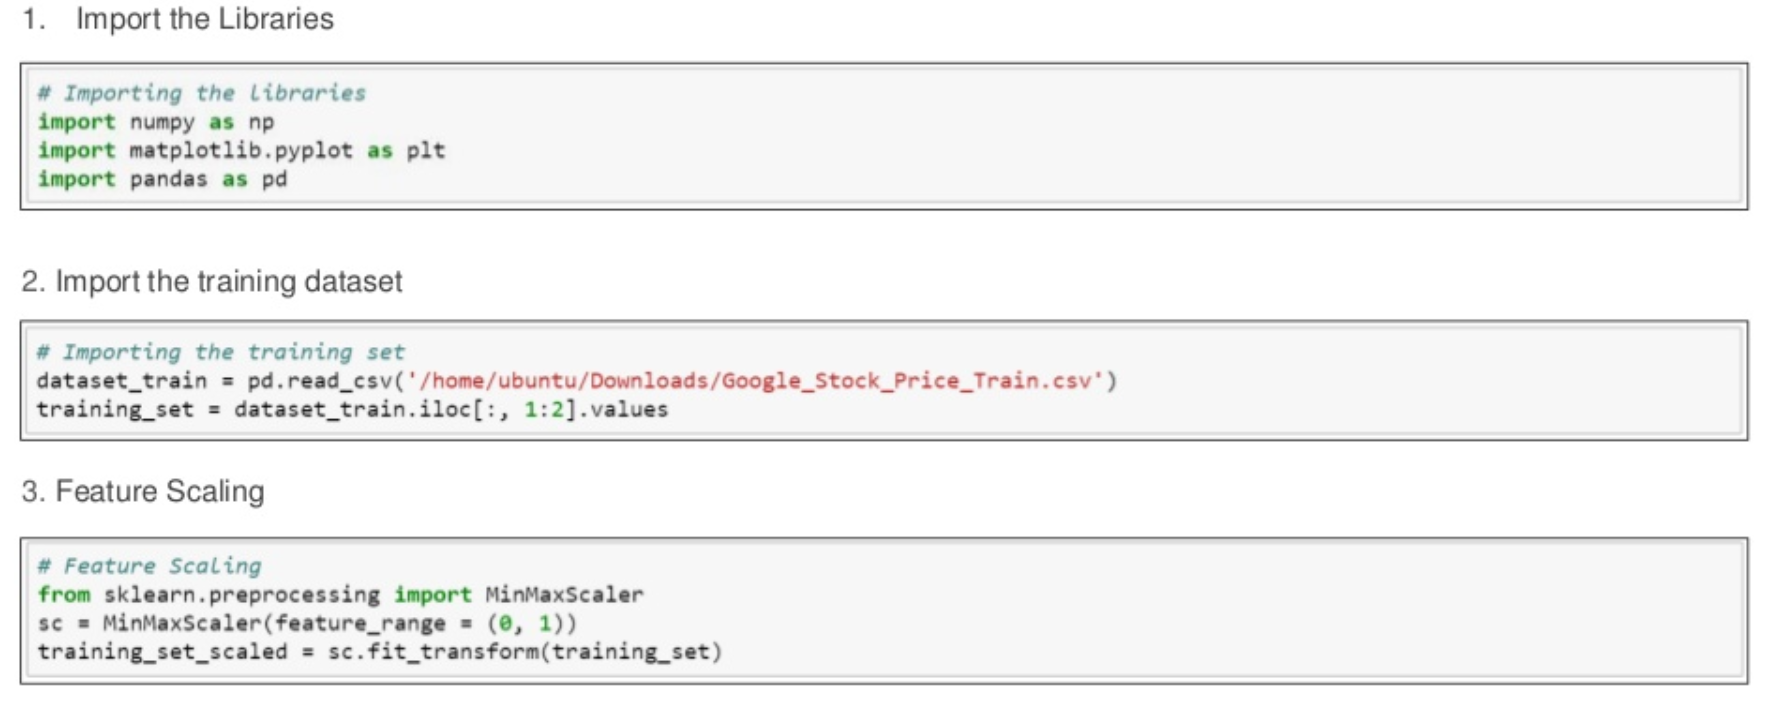 1. Import the Libraries
# Importing the libraries
import numpy as np
import matplotlib.pyplot as plt
import pandas as pd
2. Import the training dataset
# Importing the training set
dataset_train = pd.read_csv('/home/ubuntu/Downloads/Google_Stock_Price_Train.csv')
training_set = dataset_train.iloc[:, 1:2].values
3. Feature Scaling
# Feature Scaling
from sklearn.preprocessing import MinMaxScaler
sc = MinMaxScaler(feature_range = (0, 1))
training_set_scaled = sc.fit_transform(training_set)